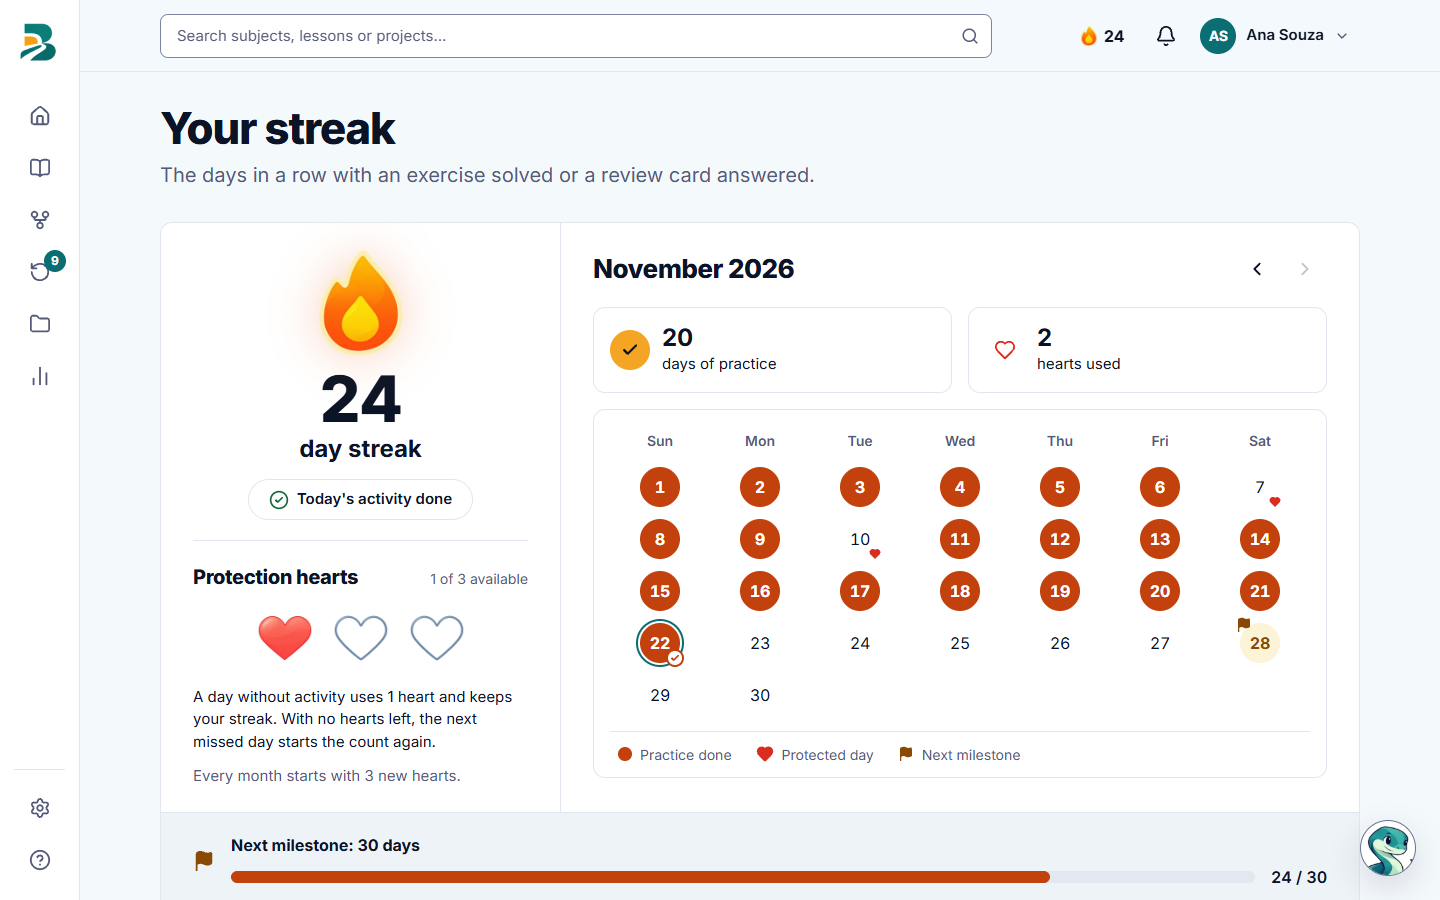 Search subjects, lessons or projects...
24
AS
Ana Souza
9
Your streak
The days in a row with an exercise solved or a review card answered.
24
day streak
Today's activity done
Protection hearts
1 of 3 available
A day without activity uses 1 heart and keeps
your streak. With no hearts left, the next
missed day starts the count again.
Every month starts with 3 new hearts.
November 2026
20
days of practice
2
hearts used
Sun Mon Tue Wed Thu Fri Sat
1 2 3 4 5 6 7
8 9 10 11 12 13 14
15 16 17 18 19 20 21
22 23 24 25 26 27 28
29 30
Practice done
Protected day
Next milestone
Next milestone: 30 days
24 / 30